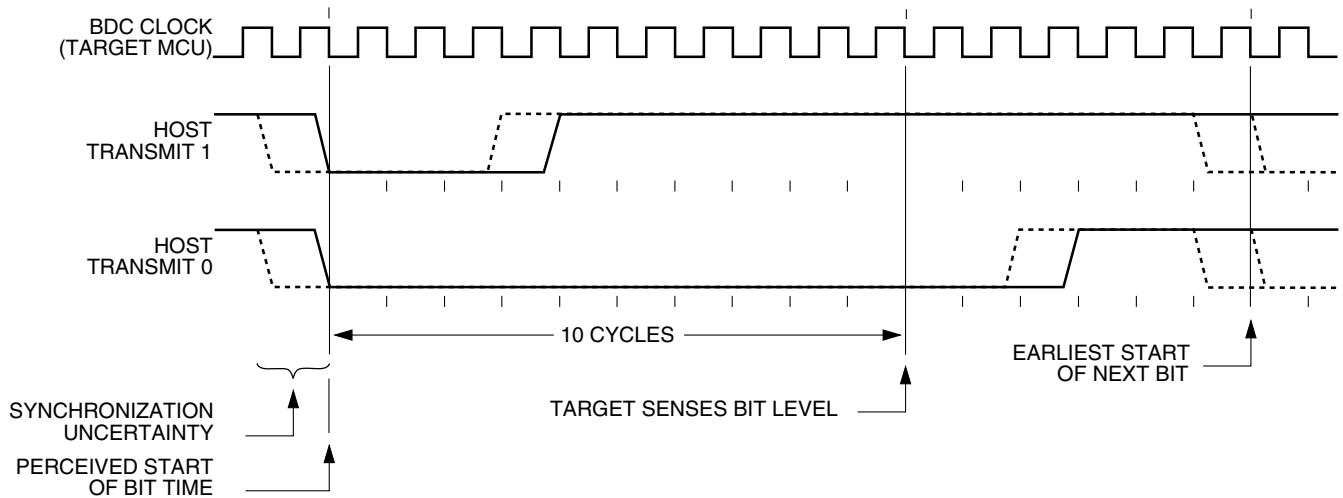 BDC CLOCK
(TARGET MCU)
HOST
TRANSMIT 1
HOST
TRANSMIT 0
10 CYCLES
EARLIEST START
OF NEXT BIT
TARGET SENSES BIT LEVEL
SYNCHRONIZATION
UNCERTAINTY
PERCEIVED START
OF BIT TIME